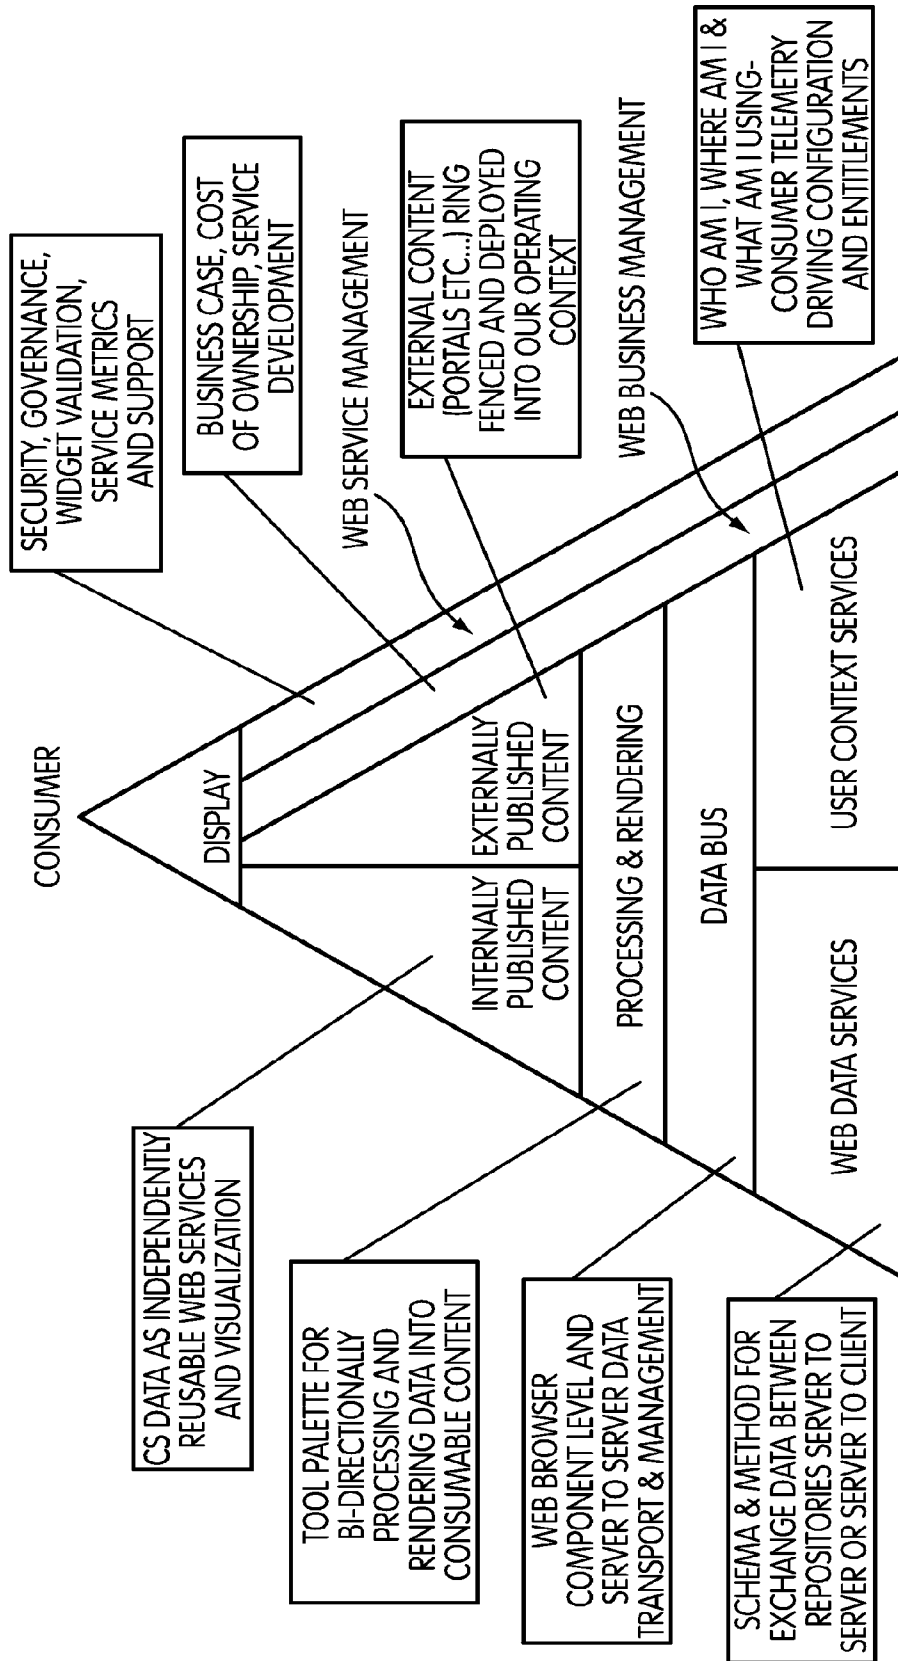 CONSUMER
SECURITY, GOVERNANCE,
WIDGET VALIDATION,
SERVICE METRICS
AND SUPPORT
BUSINESS CASE, COST
OF OWNERSHIP, SERVICE
DEVELOPMENT
WEB SERVICE MANAGEMENT
EXTERNAL CONTENT
(PORTALS ETC...) RING
FENCED AND DEPLOYED
INTO OUR OPERATING
CONTEXT
WEB BUSINESS MANAGEMENT
WHO AM I, WHERE AM I &
WHAT AM I USING-
CONSUMER TELEMETRY
DRIVING CONFIGURATION
AND ENTITLEMENTS
DISPLAY
INTERNALLY
PUBLISHED
CONTENT
EXTERNALLY
PUBLISHED
CONTENT
PROCESSING & RENDERING
DATA BUS
WEB DATA SERVICES
USER CONTEXT SERVICES
CS DATA AS INDEPENDENTLY
REUSABLE WEB SERVICES
AND VISUALIZATION
TOOL PALETTE FOR
BI-DIRECTIONALLY
PROCESSING AND
RENDERING DATA INTO
CONSUMABLE CONTENT
WEB BROWSER
COMPONENT LEVEL AND
SERVER TO SERVER DATA
TRANSPORT & MANAGEMENT
SCHEMA & METHOD FOR
EXCHANGE DATA BETWEEN
REPOSITORIES SERVER TO
SERVER OR SERVER TO CLIENT